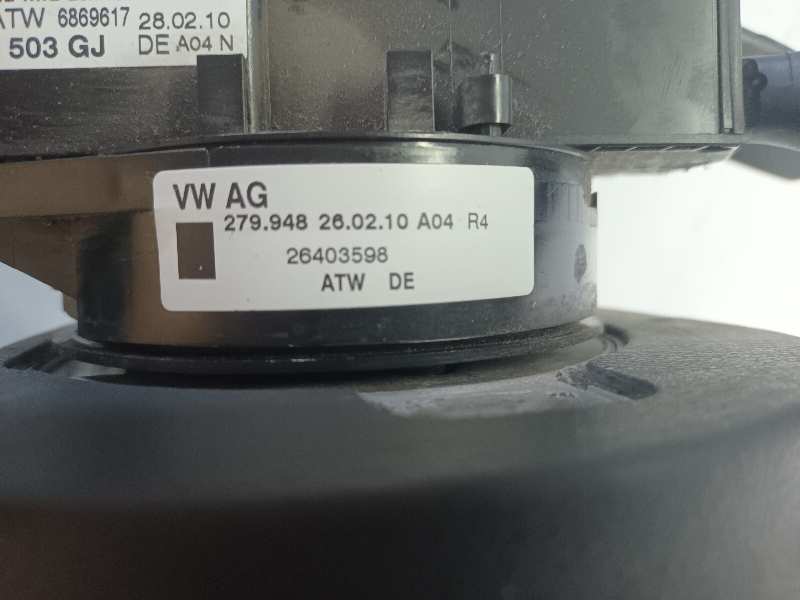 ATW 6869617 28.02.10
503 GJ DE A04 N
VW AG
279.948 26.02.10 A04 R4
26403598
ATW DE